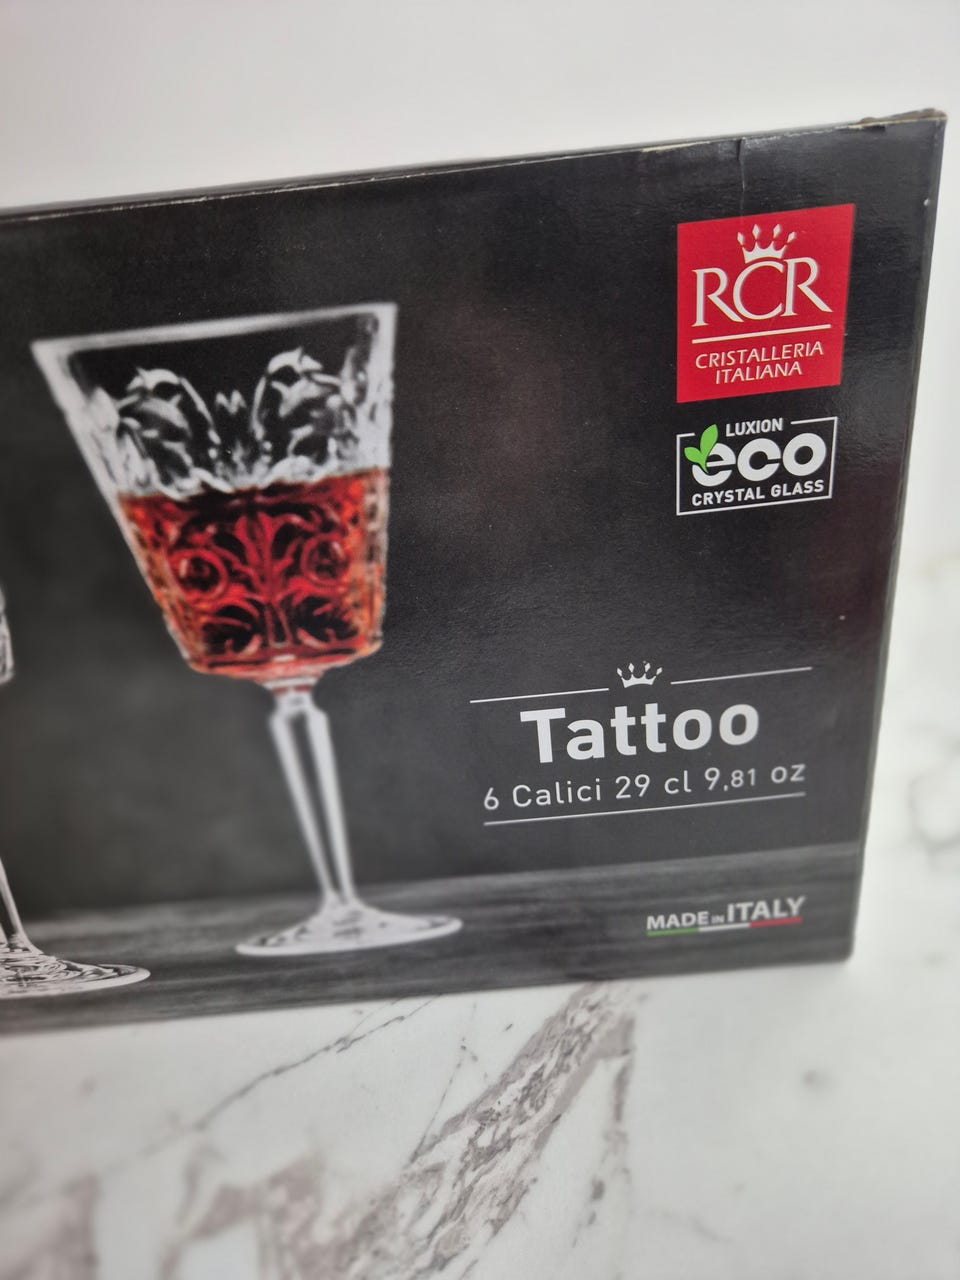 RCR
CRISTALLERIA
ITALIANA
LUXION
eco
CRYSTAL GLASS
Tattoo
6 Calici 29 cl 9,81 oz
MADE IN ITALY